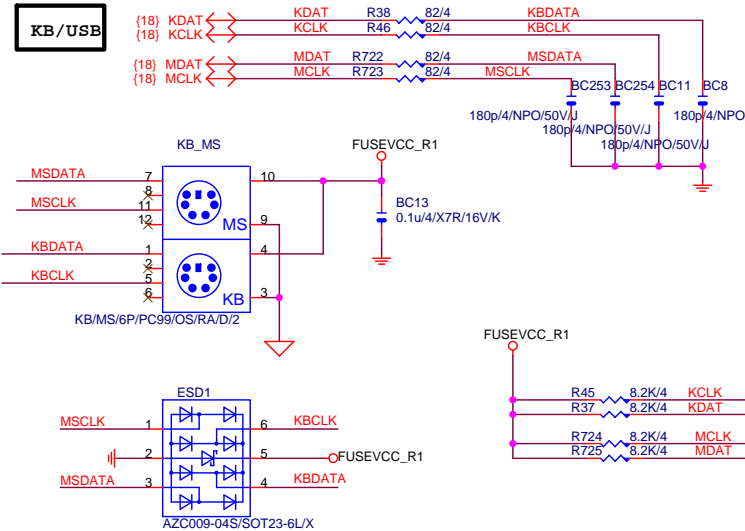 KB/USB
{18} KDAT KDAT R38 82/4 KBDATA
{18} KCLK KCLK R46 82/4 KBCLK
{18} MDAT MDAT R722 82/4 MSDATA
{18} MCLK MCLK R723 82/4 MSCLK
BC253 BC254 BC11 BC8
180p/4/NPO/50V/J
180p/4/NPO/50V/J
180p/4/NPO/50V/J
180p/4/NPO
KB_MS
FUSEVCC_R1
MSDATA 7 10
8
MSCLK 11
12 MS 9
BC13
0.1u/4/X7R/16V/K
KBDATA 1 4
2
KBCLK 5
6 KB 3
KB/MS/6P/PC99/OS/RA/D/2
FUSEVCC_R1
R45 8.2K/4 KCLK
R37 8.2K/4 KDAT
R724 8.2K/4 MCLK
R725 8.2K/4 MDAT
ESD1
MSCLK 1 6 KBCLK
2 5 FUSEVCC_R1
MSDATA 3 4 KBDATA
AZC009-04S/SOT23-6L/X